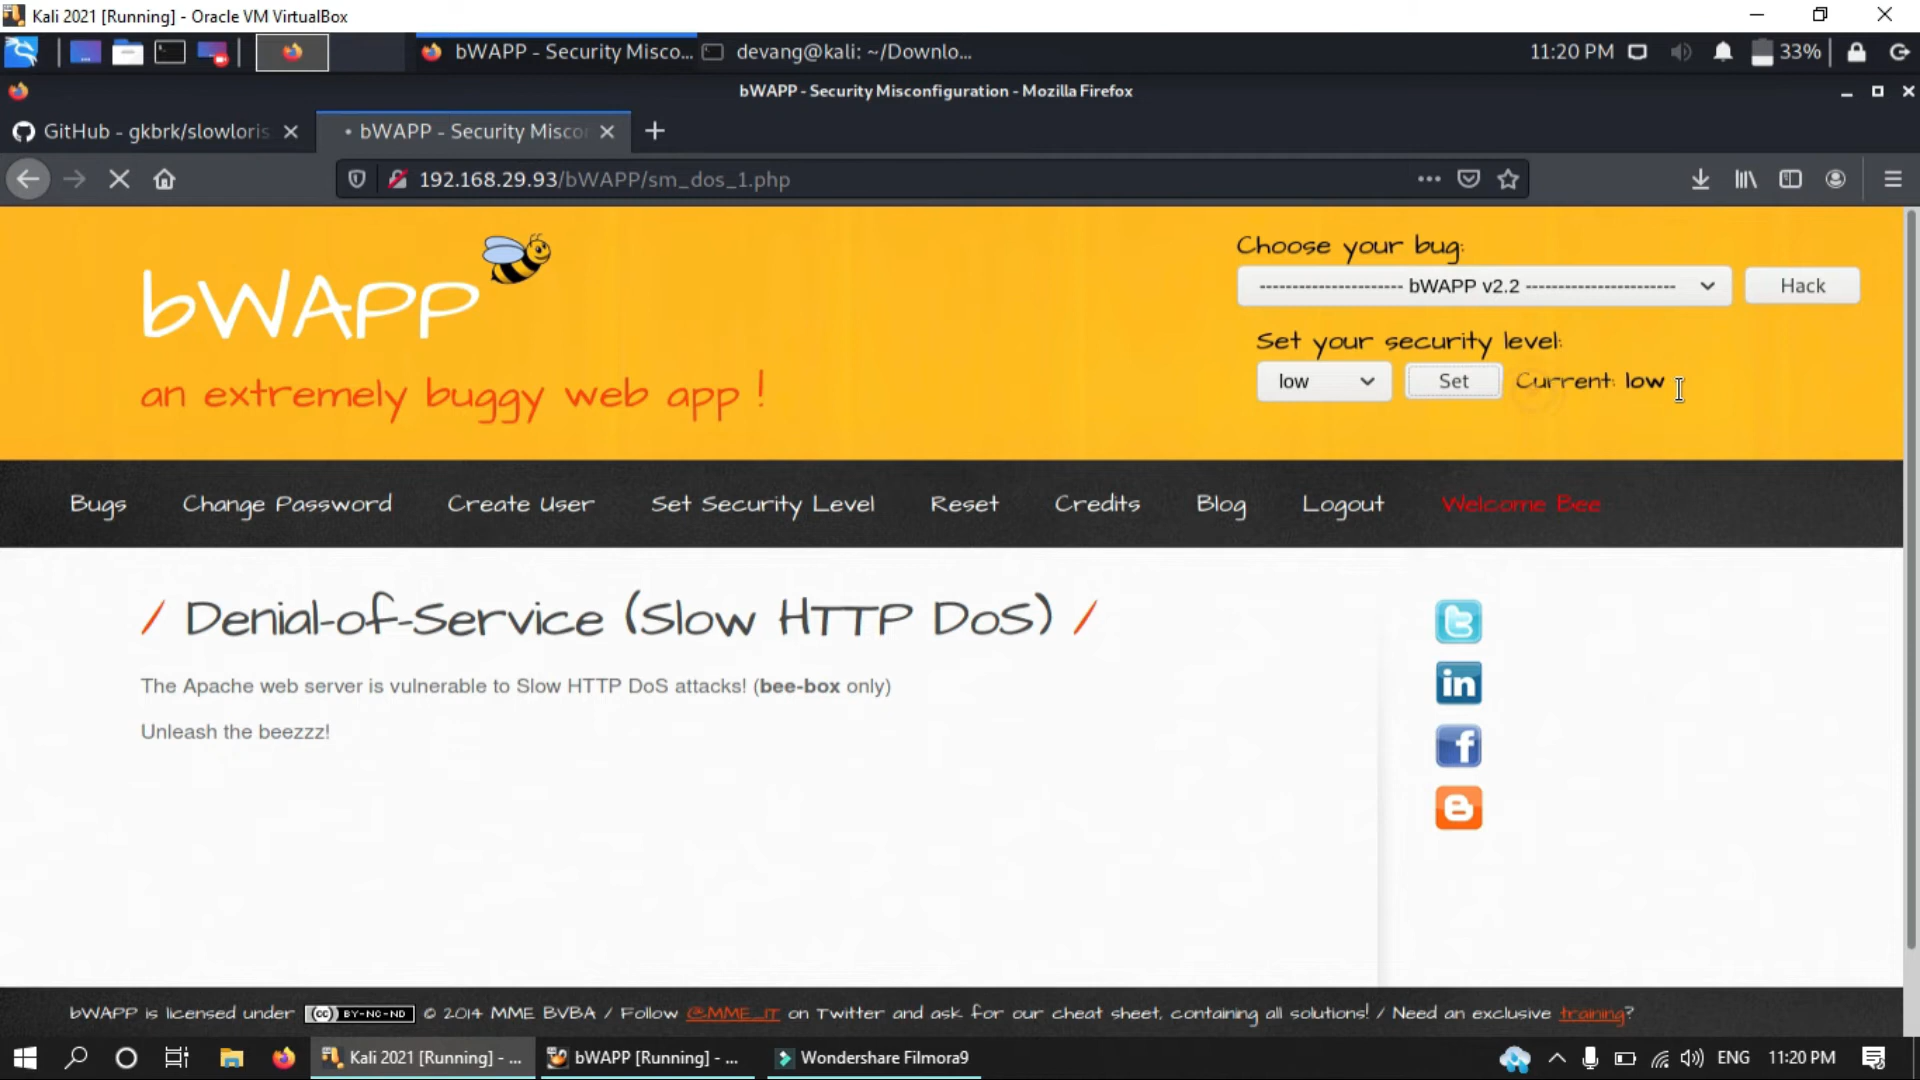 Kali 2021 [Running] - Oracle VM VirtualBox
bWAPP - Security Misco... devang@kali: ~/Downlo... 11:20 PM 33%
bWAPP - Security Misconfiguration - Mozilla Firefox
GitHub - gkbrk/slowloris bWAPP - Security Misco
192.168.29.93/bWAPP/sm_dos_1.php
Choose your bug:
---------------------- bWAPP v2.2 ----------------------- Hack
bWAPP
Set your security level:
low Set Current: low
an extremely buggy web app !
Bugs Change Password Create User Set Security Level Reset Credits Blog Logout Welcome Bee
/ Denial-of-Service (Slow HTTP DoS) /
The Apache web server is vulnerable to Slow HTTP DoS attacks! (bee-box only)
Unleash the beezzz!
bWAPP is licensed under (cc) BY-NC-ND © 2014 MME BVBA / Follow @MME_IT on Twitter and ask for our cheat sheet, containing all solutions! / Need an exclusive training?
Kali 2021 [Running] - ... bWAPP [Running] - ... Wondershare Filmora9 ENG 11:20 PM